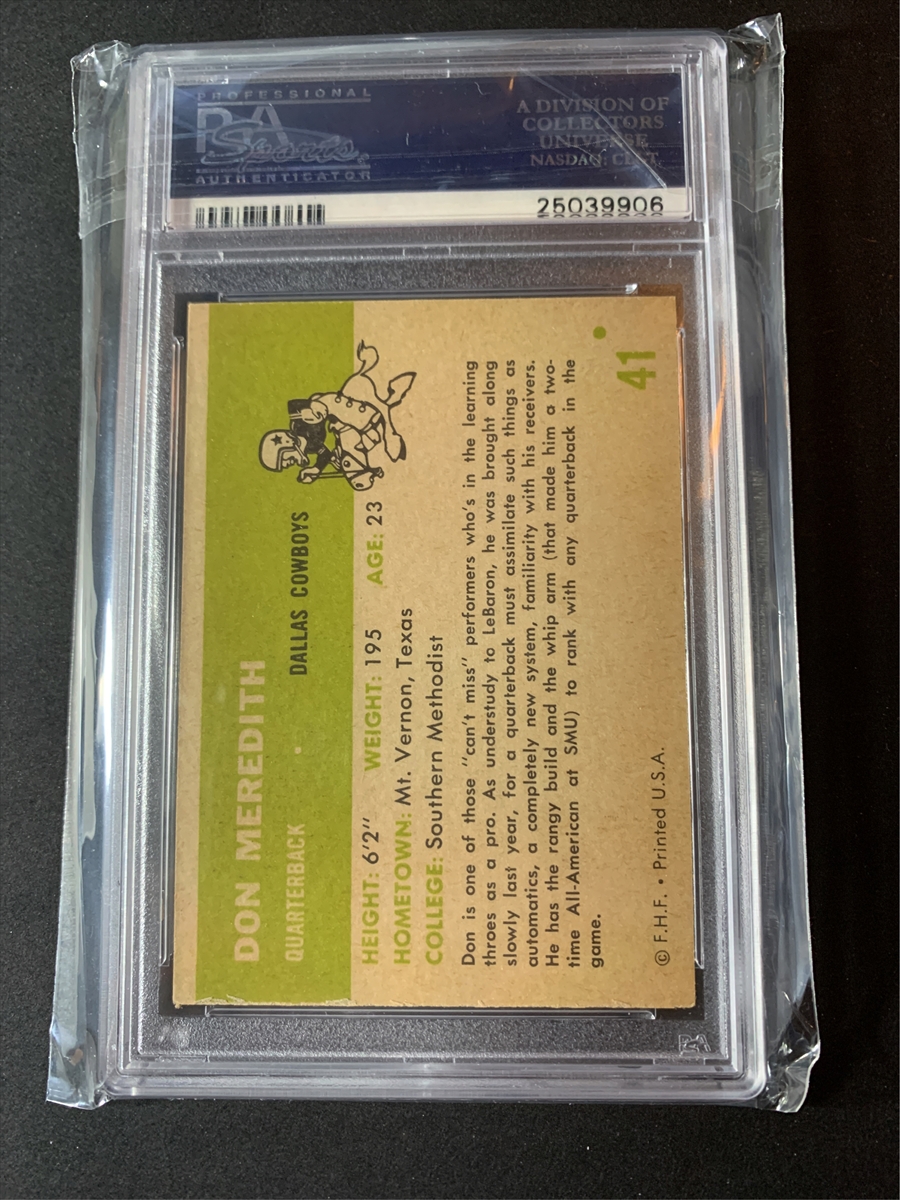 PROFESSIONAL
PSA
Sports
AUTHENTICATOR
A DIVISION OF
COLLECTORS
UNIVERSE
NASDAQ: CLCT
25039906
DON MEREDITH
QUARTERBACK • DALLAS COWBOYS
HEIGHT: 6'2" WEIGHT: 195 AGE: 23
HOMETOWN: Mt. Vernon, Texas
COLLEGE: Southern Methodist
Don is one of those "can't miss" performers who's in the learning
throes as a pro. As understudy to LeBaron, he was brought along
slowly last year, for a quarterback must assimilate such things as
automatics, a completely new system, familiarity with his receivers.
He has the rangy build and the whip arm (that made him a two-
time All-American at SMU) to rank with any quarterback in the
game.
© F.H.F. • Printed U.S.A.
41